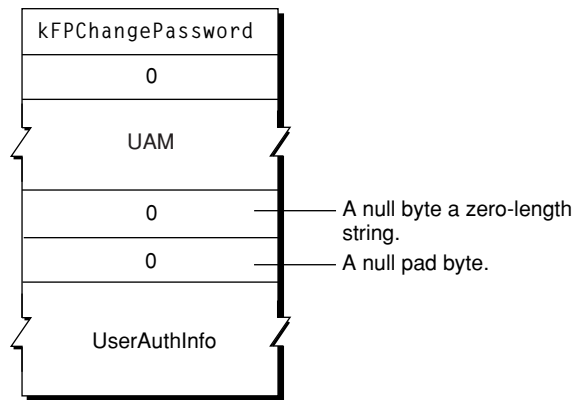 kFPChangePassword
0
UAM
0
A null byte a zero-length
string.
0
A null pad byte.
UserAuthInfo